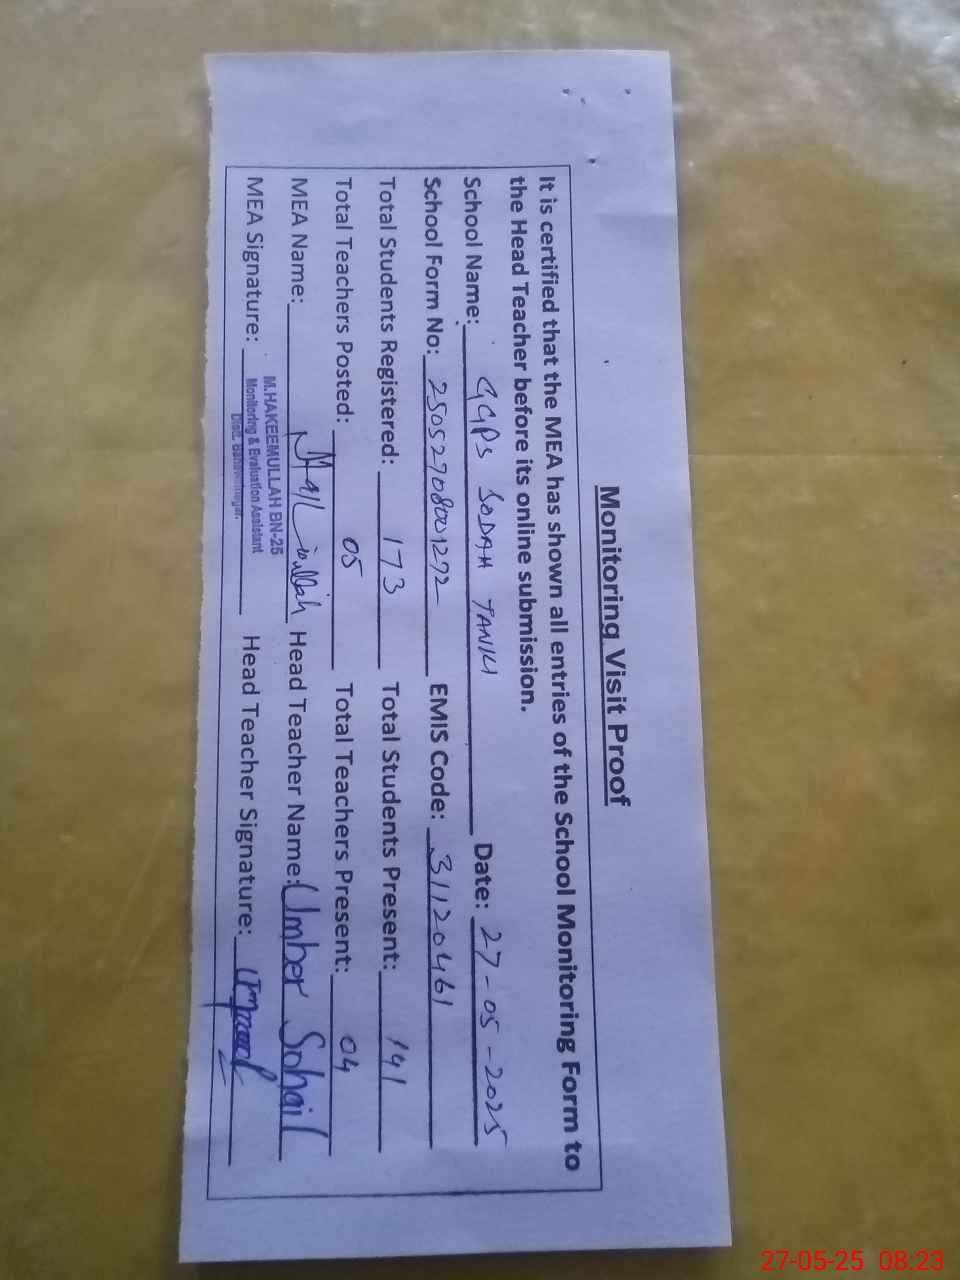 Monitoring Visit Proof
It is certified that the MEA has shown all entries of the School Monitoring Form to
the Head Teacher before its online submission.
School Name: GGPS SODAH TANKI Date: 27-05-2025
School Form No: 25052708001272 EMIS Code: 31120461
Total Students Registered: 173 Total Students Present: 141
Total Teachers Posted: 05 Total Teachers Present: 04
MEA Name: Head Teacher Name: Umber Sohail
MEA Signature: Head Teacher Signature:
M.HAKEEMULLAH BN-25
Monitoring & Evaluation Assistant
Distt. Bahawalnagar.
27-05-25 08:23